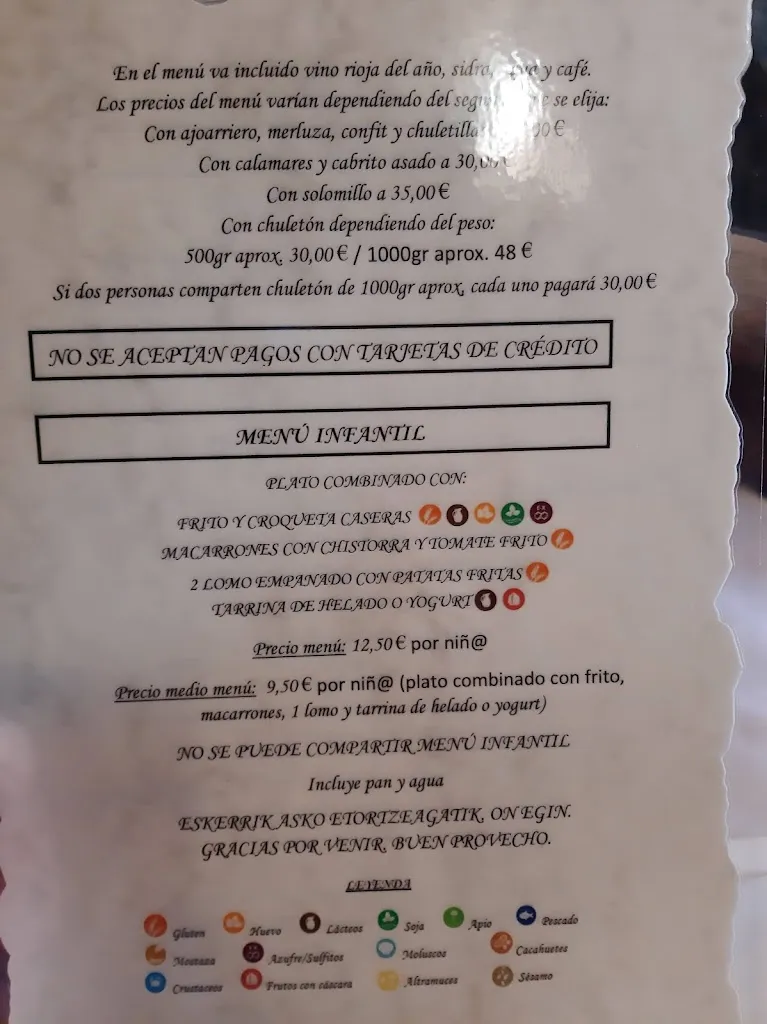 En el menú va incluido vino rioja del año, sidra, y café.
Los precios del menú varían dependiendo del se elija:
Con ajoarriero, merluza, confit y chuletilla €
Con calamares y cabrito asado a
Con solomillo a 35,00€
Con chuletón dependiendo del peso:
500gr aprox. 30,00€ / 1000gr aprox. 48 €
Si dos personas comparten chuletón de 1000gr aprox, cada uno pagará 30,00€
NO SE ACEPTAN PAGOS CON TARJETAS DE CRÉDITO
MENÚ INFANTIL
PLATO COMBINADO CON:
FRITO Y CROQUETA CASERAS
MACARRONES CON CHISTORRA Y TOMATE FRITO
2 LOMO EMPANADO CON PATATAS FRITAS
TARRINA DE HELADO O YOGURT
Precio menú: 12,50€ por niñ@
Precio medio menú: 9,50€ por niñ@ (plato combinado con frito,
macarrones, 1 lomo y tarrina de helado o yogurt)
NO SE PUEDE COMPARTIR MENÚ INFANTIL
Incluye pan y agua
ESKERRIK ASKO ETORTZEAGATIK, ON EGIN.
GRACIAS POR VENIR, BUEN PROVECHO.
LEYENDA
Gluten Huevo Lácteos Soja Apio Pescado
Mostaza Azufre/Sulfitos Moluscos Cacahuetes
Crustaceos Frutos con cáscara Altramuces Sésamo